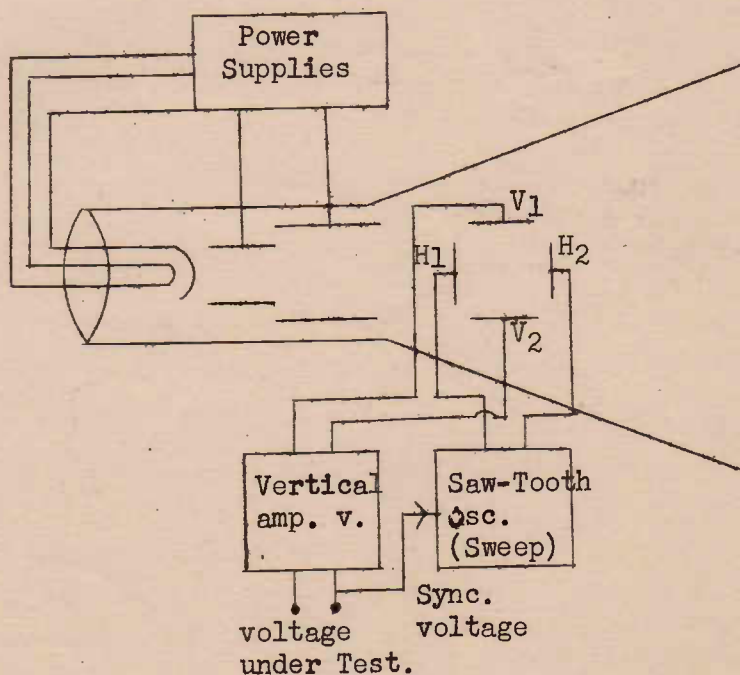 Power
Supplies
V1
H1
H2
V2
Vertical
amp. v.
Saw-Tooth
osc.
(Sweep)
Sync.
voltage
voltage
under Test.